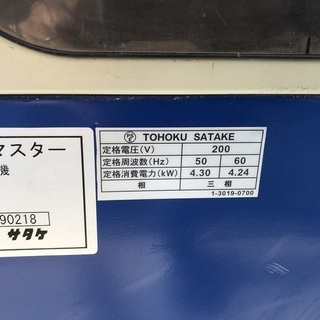 マスター
機
90218
サタケ
TOHOKU SATAKE
定格電圧(V) 200
定格周波数(Hz) 50 60
定格消費電力(kW) 4.30 4.24
相 三相
1-3019-0700